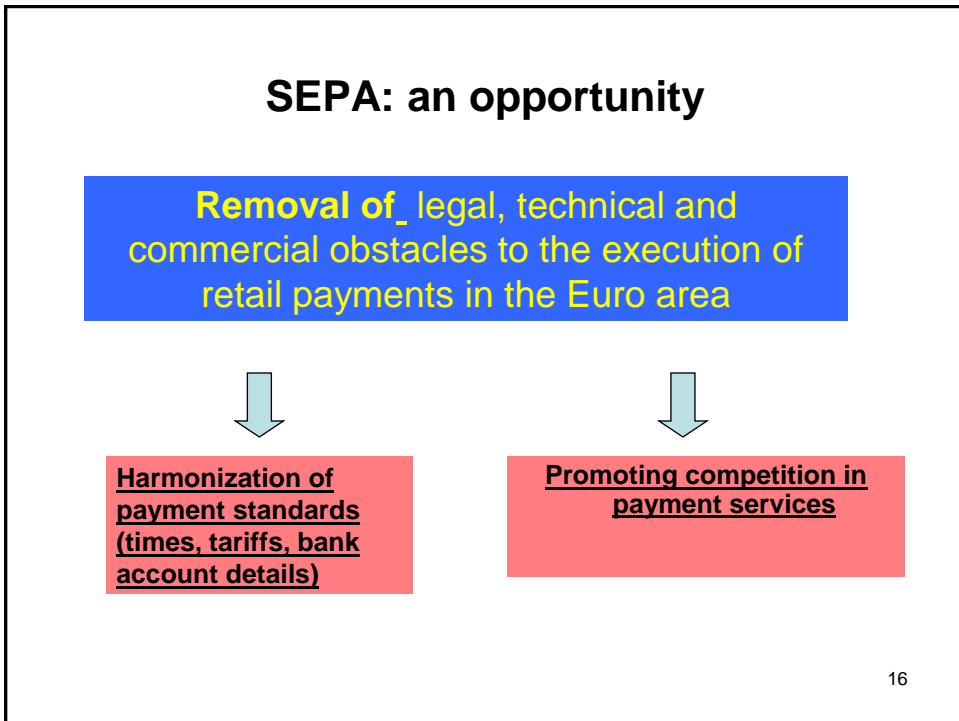 SEPA: an opportunity
Removal of_ legal, technical and
commercial obstacles to the execution of
retail payments in the Euro area
Harmonization of
payment standards
(times, tariffs, bank
account details)
Promoting competition in
payment services
16